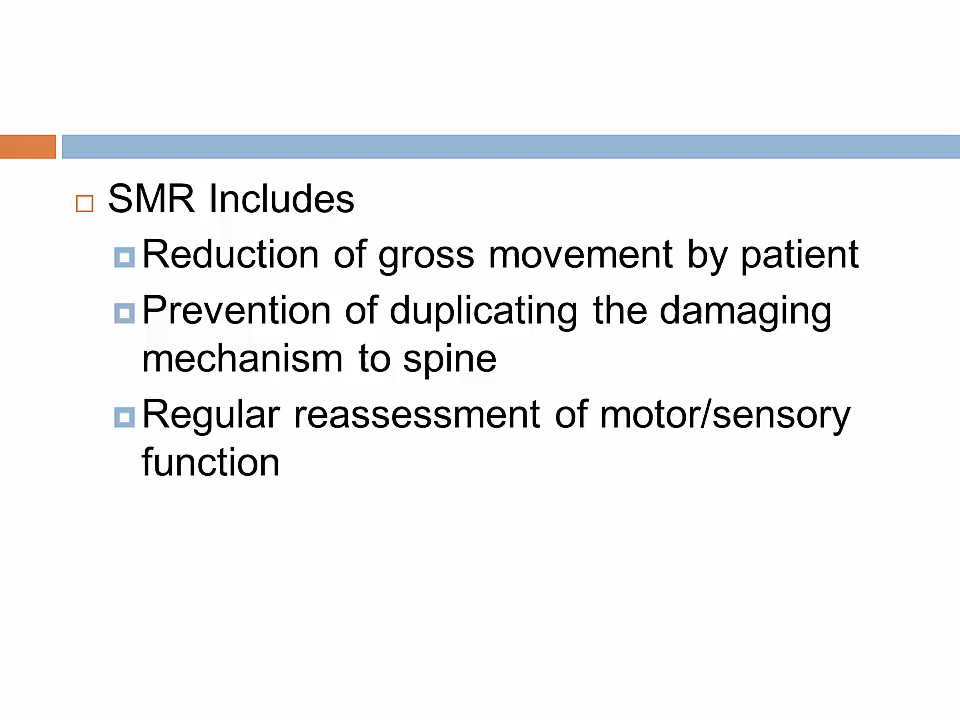 SMR Includes
Reduction of gross movement by patient
Prevention of duplicating the damaging
mechanism to spine
Regular reassessment of motor/sensory
function